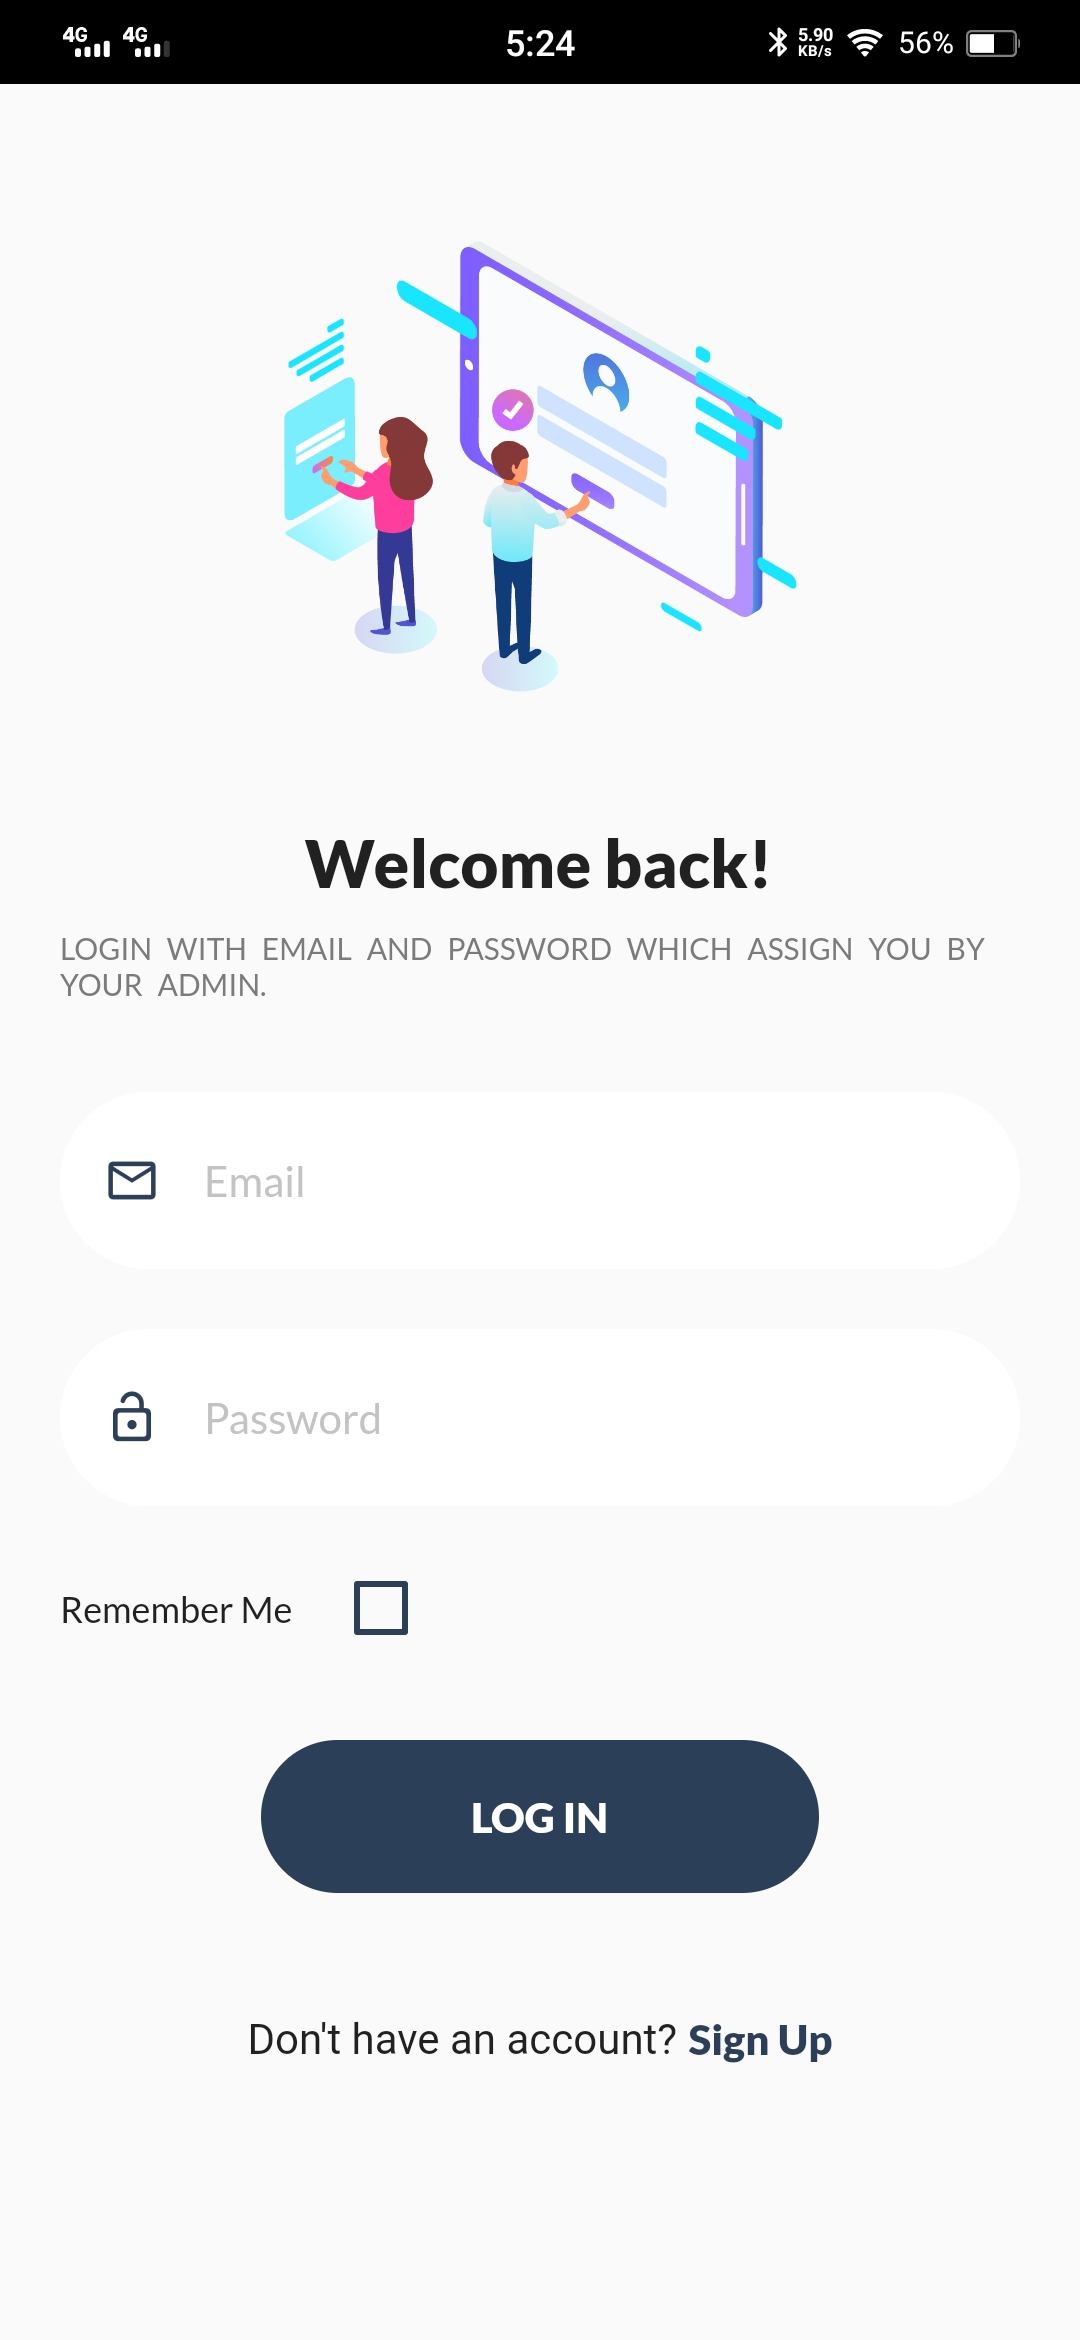 4G 4G 5:24 5.90 KB/s 56%
Welcome back!
LOGIN WITH EMAIL AND PASSWORD WHICH ASSIGN YOU BY
YOUR ADMIN.
Email
Password
Remember Me
LOG IN
Don't have an account? Sign Up